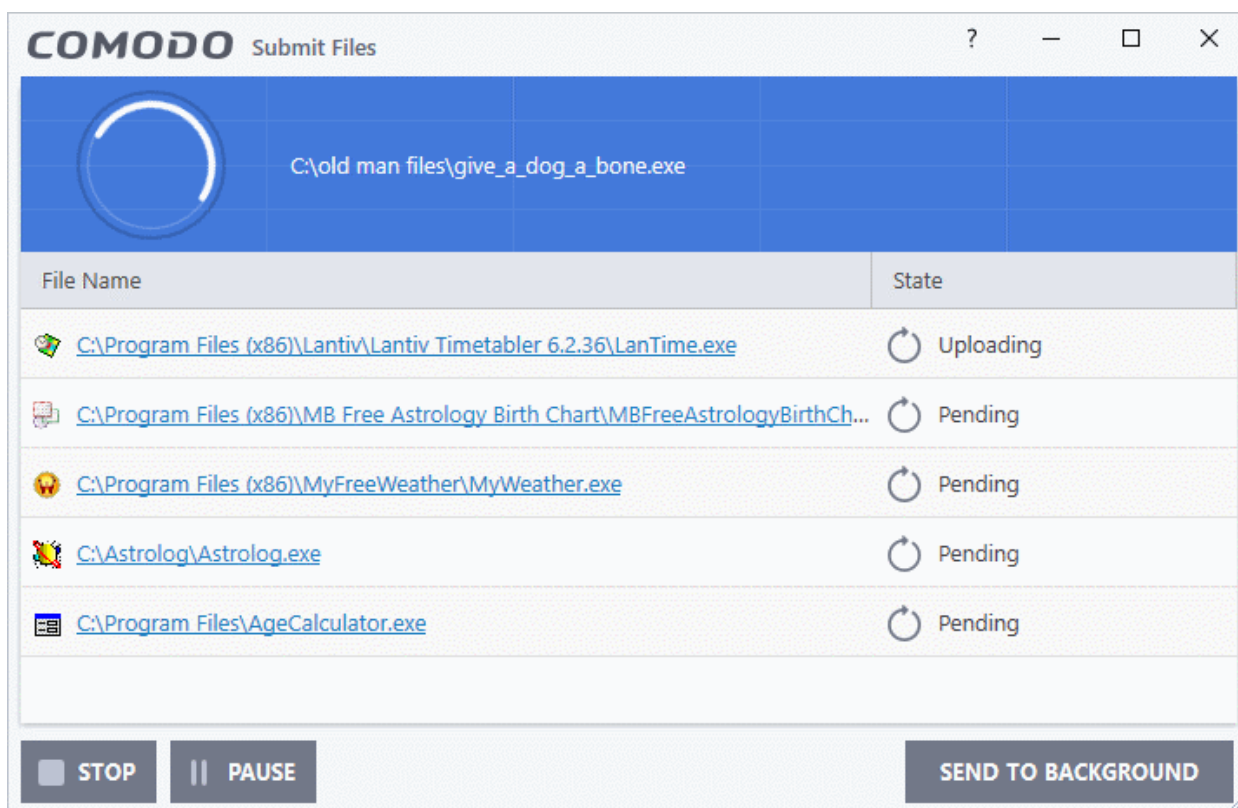 COMODO Submit Files ?
C:\old man files\give_a_dog_a_bone.exe
File Name State
C:\Program Files (x86)\Lantiv\Lantiv Timetabler 6.2.36\LanTime.exe Uploading
C:\Program Files (x86)\MB Free Astrology Birth Chart\MBFreeAstrologyBirthCh... Pending
C:\Program Files (x86)\MyFreeWeather\MyWeather.exe Pending
C:\Astrolog\Astrolog.exe Pending
C:\Program Files\AgeCalculator.exe Pending
STOP PAUSE SEND TO BACKGROUND